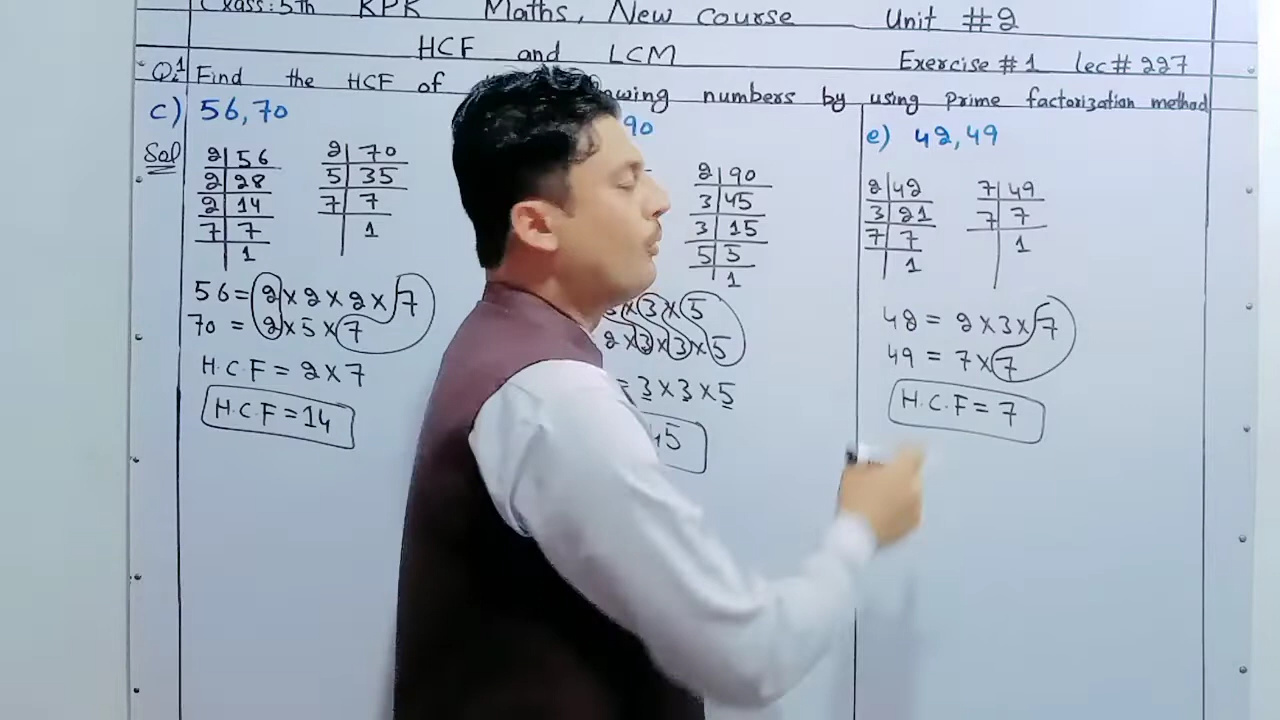 Class: 5th KPK Maths, New course Unit #2
HCF and LCM Exercise #1 lec# 227
Q:1 Find the HCF of numbers by using prime factorization method
c) 56,70
Sol
2|56
2|28
2|14
7|7
|1
2|70
5|35
7|7
|1
56 = 2×2×2×7
70 = 2×5×7
H.C.F = 2×7
H.C.F = 14
90
2|90
3|45
3|15
5|5
|1
3×3×5
2×3×3×5
= 3×3×5
45
e) 42,49
2|42
3|21
7|7
|1
7|49
7|7
|1
42 = 2×3×7
49 = 7×7
H.C.F = 7